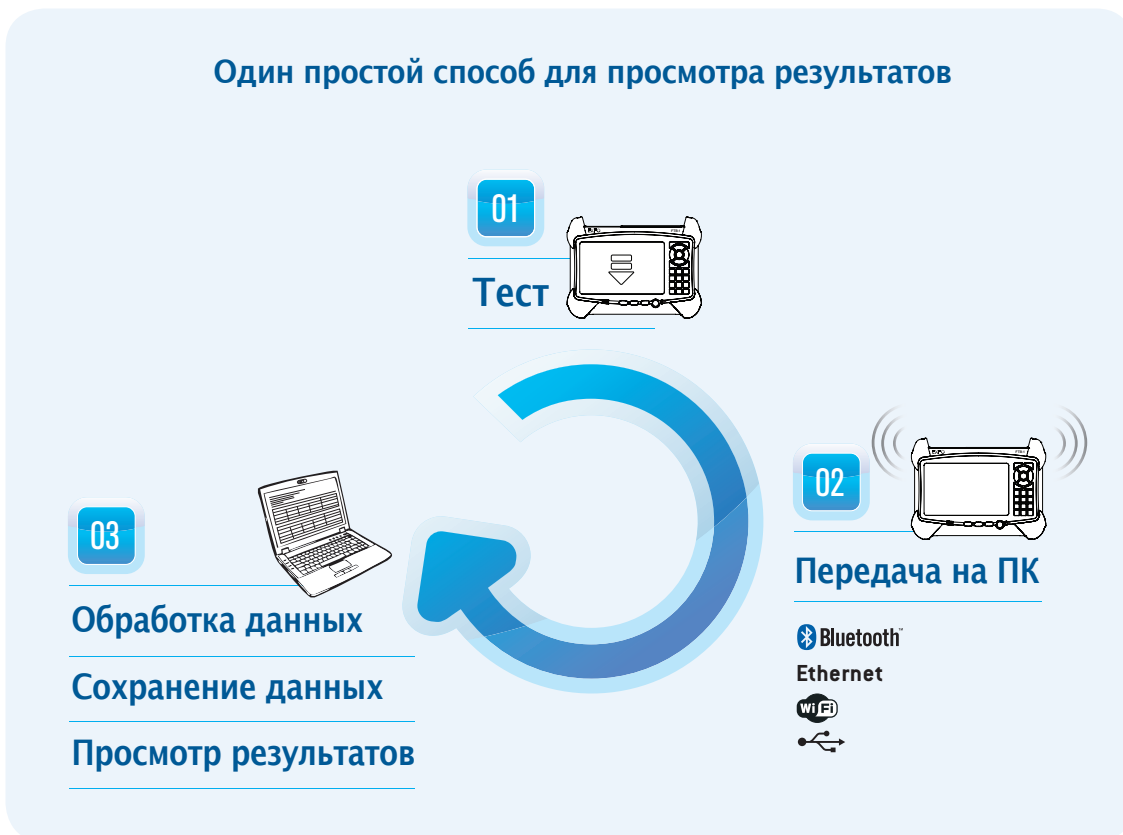 Один простой способ для просмотра результатов
01
Тест
02
Передача на ПК
Bluetooth™
Ethernet
Wi Fi
03
Обработка данных
Сохранение данных
Просмотр результатов